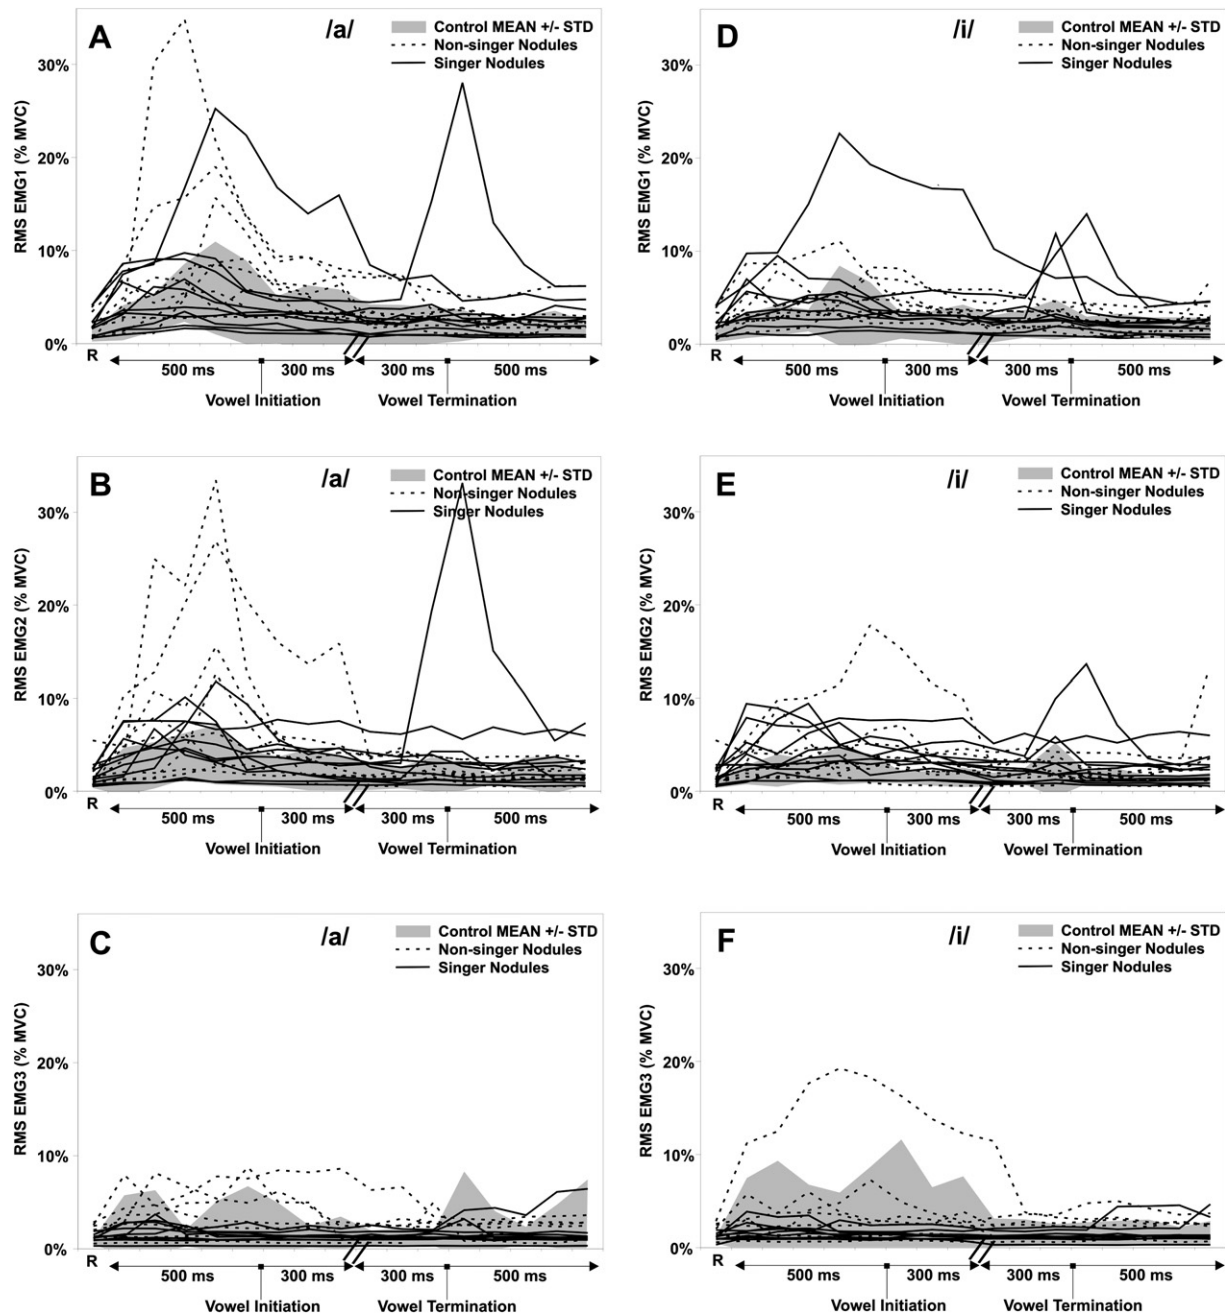 A
/a/
Control MEAN +/- STD
Non-singer Nodules
Singer Nodules
RMS EMG1 (% MVC)
30%
20%
10%
0%
R
500 ms
300 ms
300 ms
500 ms
Vowel Initiation
Vowel Termination
D
/i/
Control MEAN +/- STD
Non-singer Nodules
Singer Nodules
RMS EMG1 (% MVC)
30%
20%
10%
0%
R
500 ms
300 ms
300 ms
500 ms
Vowel Initiation
Vowel Termination
B
/a/
Control MEAN +/- STD
Non-singer Nodules
Singer Nodules
RMS EMG2 (% MVC)
30%
20%
10%
0%
R
500 ms
300 ms
300 ms
500 ms
Vowel Initiation
Vowel Termination
E
/i/
Control MEAN +/- STD
Non-singer Nodules
Singer Nodules
RMS EMG2 (% MVC)
30%
20%
10%
0%
R
500 ms
300 ms
300 ms
500 ms
Vowel Initiation
Vowel Termination
C
/a/
Control MEAN +/- STD
Non-singer Nodules
Singer Nodules
RMS EMG3 (% MVC)
30%
20%
10%
0%
R
500 ms
300 ms
300 ms
500 ms
Vowel Initiation
Vowel Termination
F
/i/
Control MEAN +/- STD
Non-singer Nodules
Singer Nodules
RMS EMG3 (% MVC)
30%
20%
10%
0%
R
500 ms
300 ms
300 ms
500 ms
Vowel Initiation
Vowel Termination